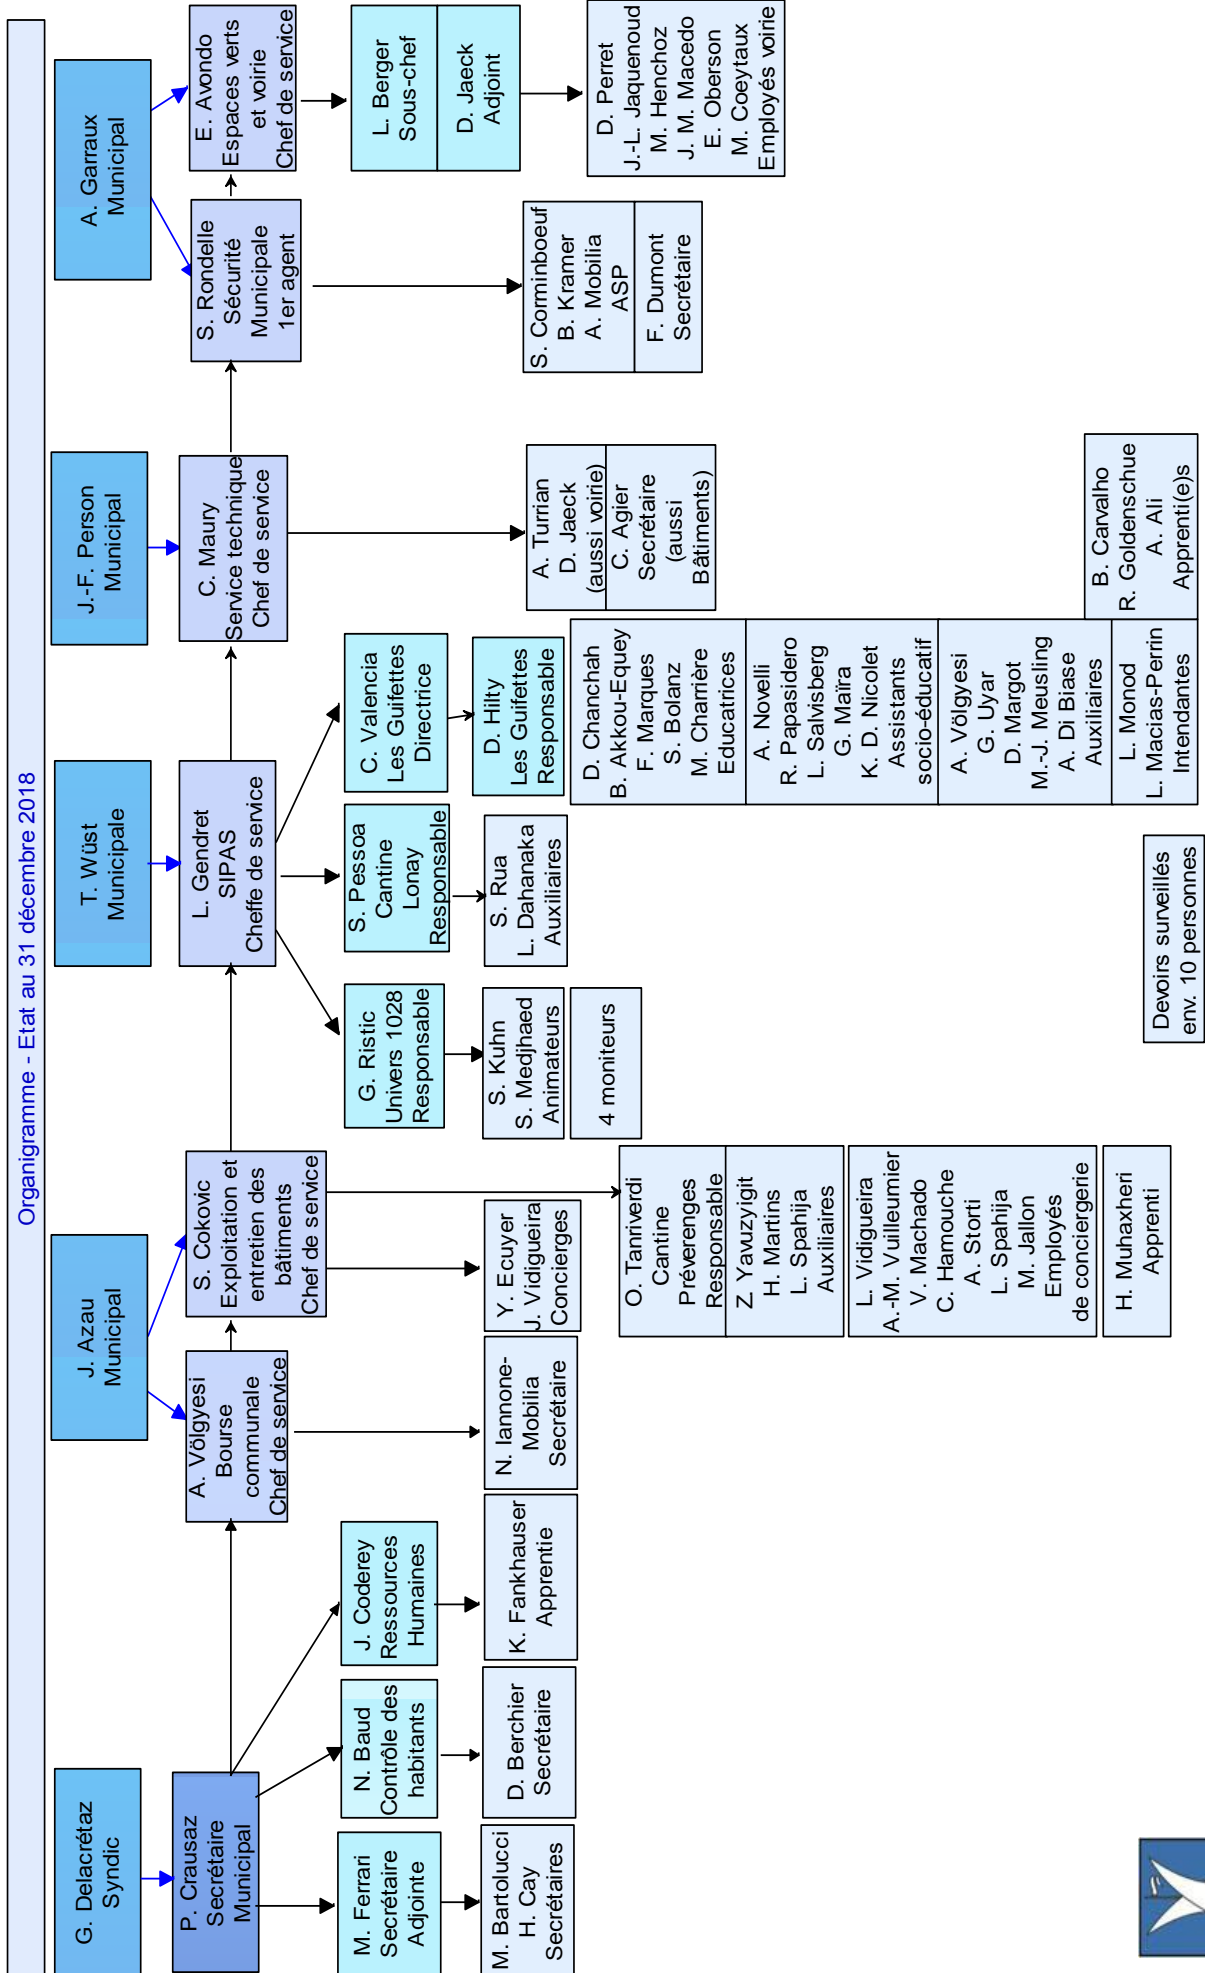 Organigramme - Etat au 31 décembre 2018
G. Delacrétaz
Syndic
J. Azau
Municipal
T. Wüst
Municipale
J.-F. Person
Municipal
A. Garraux
Municipal
P. Crausaz
Secrétaire
Municipal
A. Völgyesi
Bourse
communale
Chef de service
S. Cokovic
Exploitation et
entretien des
bâtiments
Chef de service
L. Gendret
SIPAS
Cheffe de service
C. Maury
Service technique
Chef de service
S. Rondelle
Sécurité
Municipale
1er agent
E. Avondo
Espaces verts
et voirie
Chef de service
M. Ferrari
Secrétaire
Adjointe
N. Baud
Contrôle des
habitants
J. Coderey
Ressources
Humaines
G. Ristic
Univers 1028
Responsable
S. Pessoa
Cantine
Lonay
Responsable
C. Valencia
Les Guifettes
Directrice
L. Berger
Sous-chef
D. Jaeck
Adjoint
M. Bartolucci
H. Cay
Secrétaires
D. Berchier
Secrétaire
K. Fankhauser
Apprentie
N. Iannone-
Mobilia
Secrétaire
Y. Ecuyer
J. Vidigueira
Concierges
S. Kuhn
S. Medjhaed
Animateurs
4 moniteurs
S. Rua
L. Dahanaka
Auxiliaires
D. Hilty
Les Guifettes
Responsable
A. Turrian
D. Jaeck
(aussi voirie)
C. Agier
Secrétaire
(aussi
Bâtiments)
S. Corminboeuf
B. Kramer
A. Mobilia
ASP
F. Dumont
Secrétaire
D. Perret
J.-L. Jaquenoud
M. Henchoz
J. M. Macedo
E. Oberson
M. Coeytaux
Employés voirie
O. Tanriverdi
Cantine
Préverenges
Responsable
Z. Yavuzyigit
H. Martins
L. Spahija
Auxiliaires
L. Vidigueira
A.-M. Vuilleumier
V. Machado
C. Hamouche
A. Storti
L. Spahija
M. Jallon
Employés
de conciergerie
H. Muhaxheri
Apprenti
D. Chanchah
B. Akkou-Equey
F. Marques
S. Bolanz
M. Charrière
Educatrices
A. Novelli
R. Papasidero
L. Salvisberg
G. Maïra
K. D. Nicolet
Assistants
socio-éducatif
A. Völgyesi
G. Uyar
D. Margot
M.-J. Meusling
A. Di Biase
Auxiliaires
L. Monod
L. Macias-Perrin
Intendantes
B. Carvalho
R. Goldenschue
A. Ali
Apprenti(e)s
Devoirs surveillés
env. 10 personnes